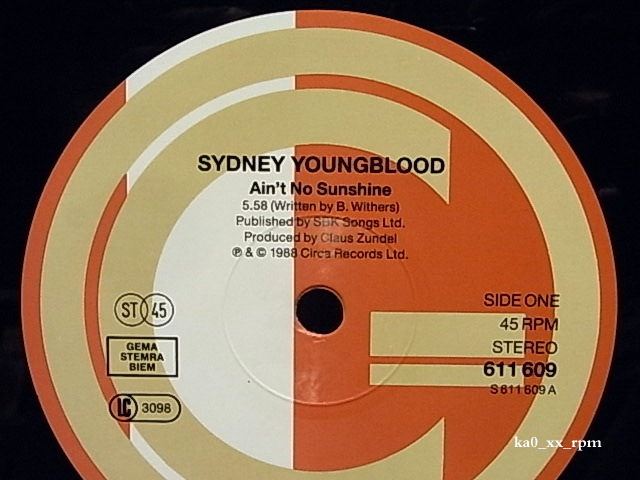 SYDNEY YOUNGBLOOD
Ain't No Sunshine
5.58 (Written by B. Withers)
Published by SBK Songs Ltd.
Produced by Claus Zundel
℗ & © 1988 Circa Records Ltd.
ST 45
GEMA
STEMRA
BIEM
LC 3098
SIDE ONE
45 RPM
STEREO
611 609
S 611 609 A
ka0_xx_rpm